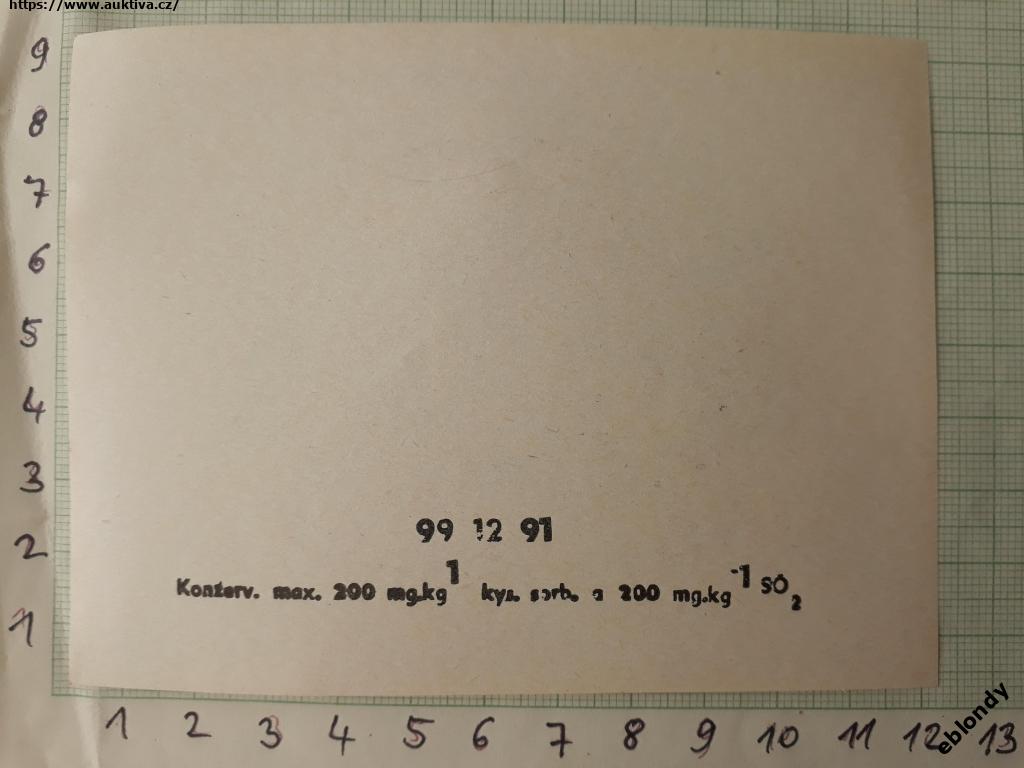 https://www.auktiva.cz/
9
8
7
6
5
4
3
2
1
99 12 91
Konzerv. max. 200 mg.kg 1 kys. sorb. a 200 mg.kg -1 SO2
1 2 3 4 5 6 7 8 9 10 11 12 13
eblondy